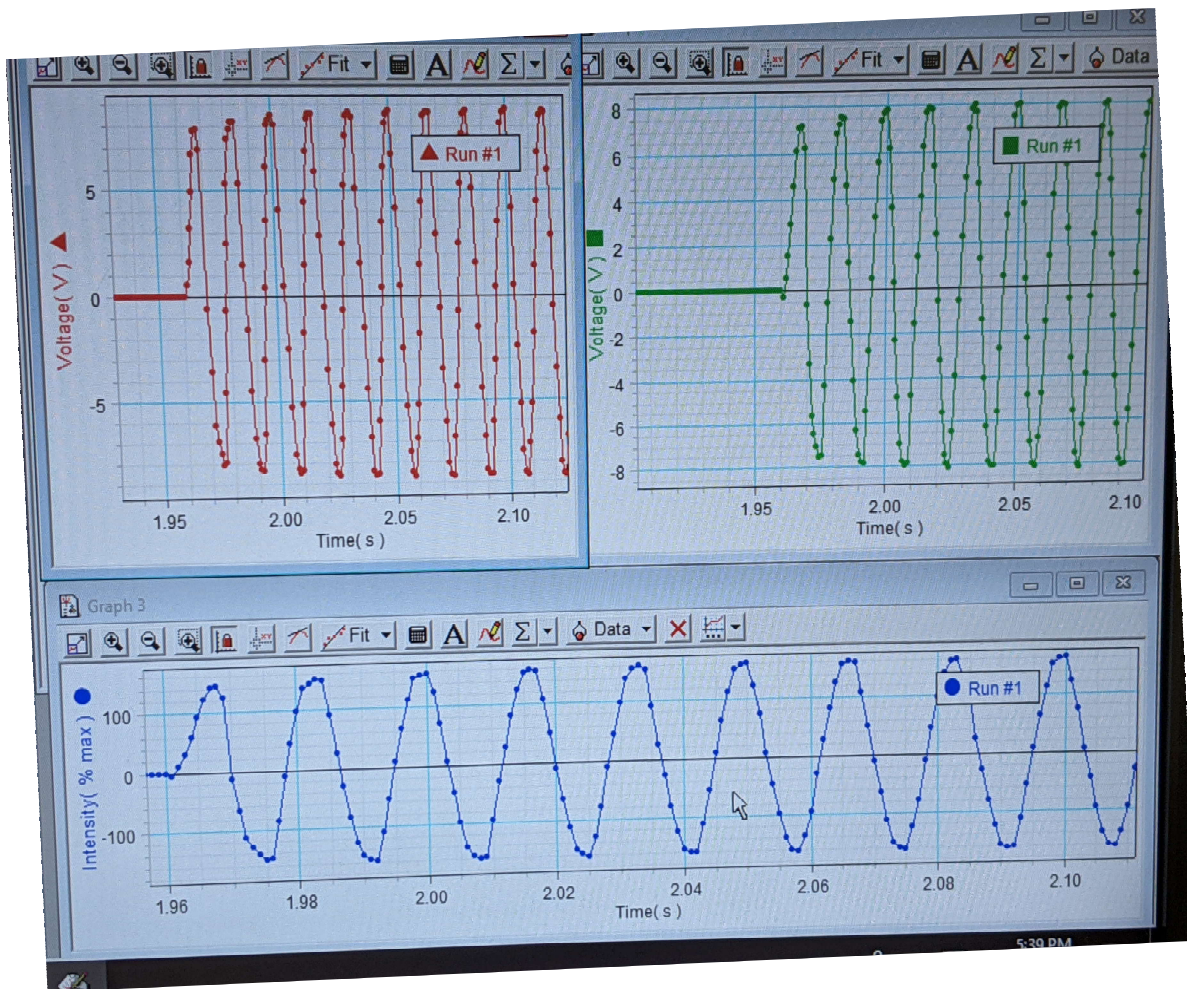 Fit A Σ
Fit A Σ Data
Run #1
5
0
-5
Voltage( V )
1.95 2.00 2.05 2.10
Time( s )
Run #1
8
6
4
2
0
-2
-4
-6
-8
Voltage( V )
1.95 2.00 2.05 2.10
Time( s )
Graph 3
Fit A Σ Data
Run #1
100
0
-100
Intensity( % max )
1.96 1.98 2.00 2.02 2.04 2.06 2.08 2.10
Time( s )
5:39 PM